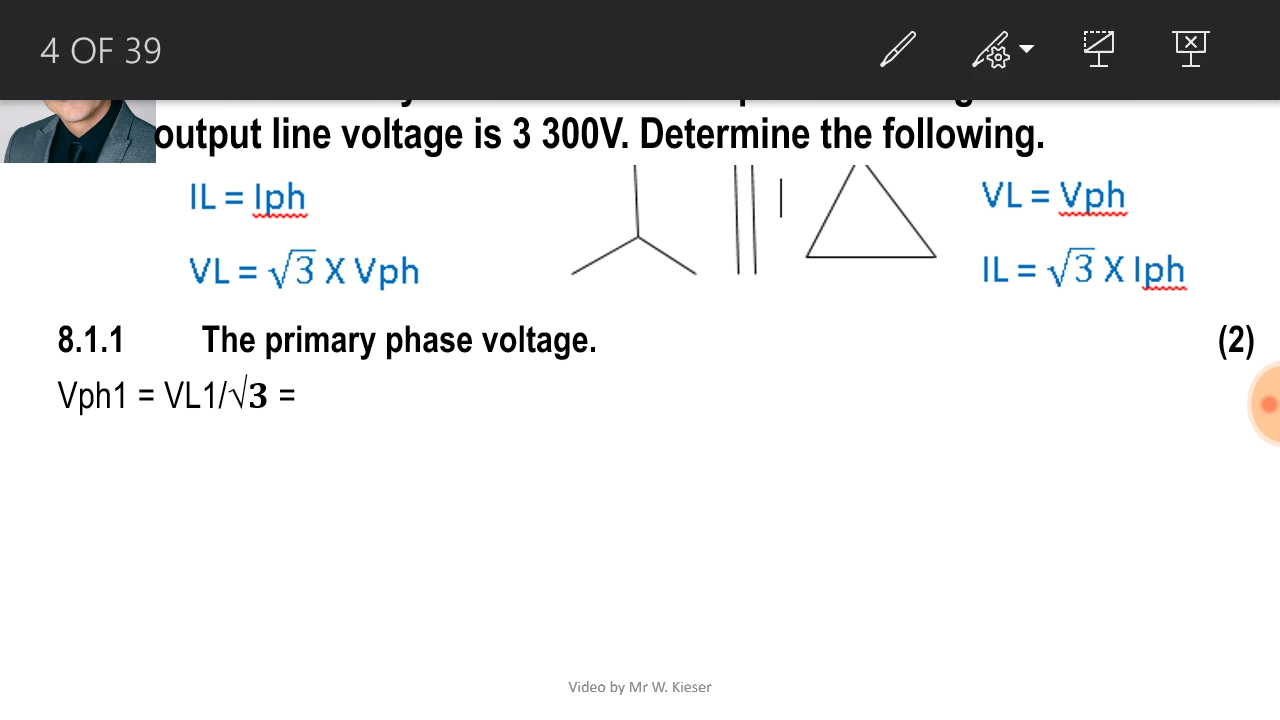 4 OF 39
output line voltage is 3 300V. Determine the following.
IL = Iph
VL = √3 X Vph
VL = Vph
IL = √3 X Iph
8.1.1 The primary phase voltage. (2)
Vph1 = VL1/√3 =
Video by Mr W. Kieser